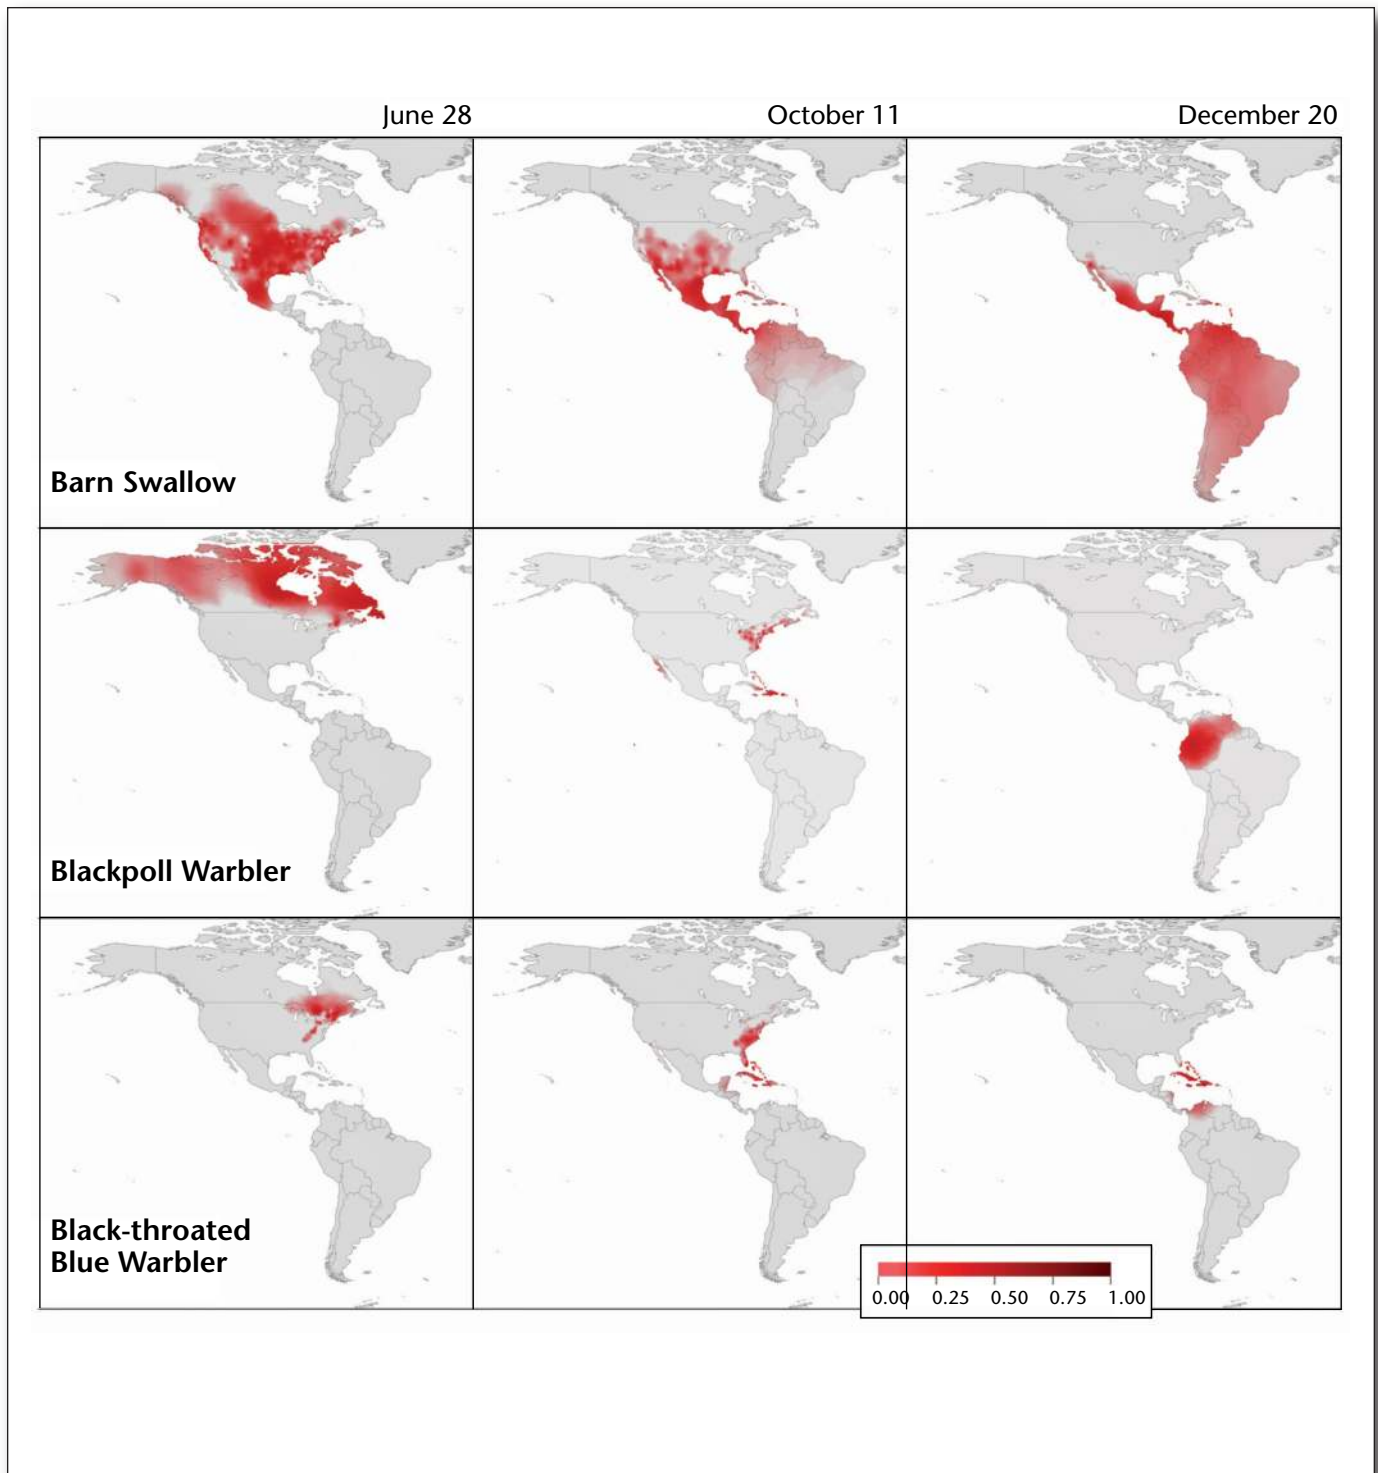 June 28
October 11
December 20
Barn Swallow
Blackpoll Warbler
Black-throated
Blue Warbler
0.00 0.25 0.50 0.75 1.00